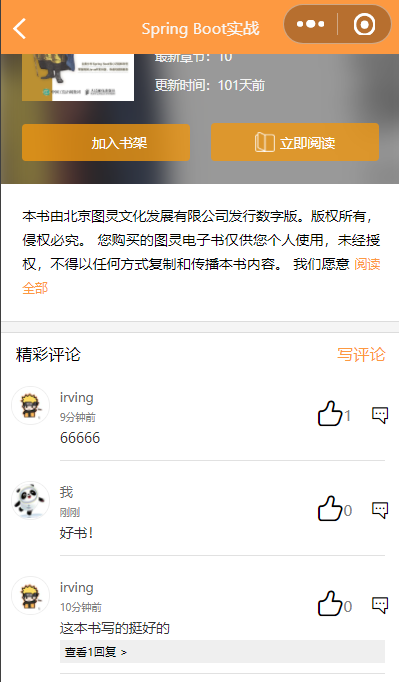 Spring Boot实战
最新章节：10
更新时间：101天前
加入书架
立即阅读
本书由北京图灵文化发展有限公司发行数字版。版权所有，
侵权必究。 您购买的图灵电子书仅供您个人使用，未经授
权，不得以任何方式复制和传播本书内容。 我们愿意 阅读
全部
精彩评论
写评论
irving
9分钟前
1
66666
我
刚刚
0
好书！
irving
10分钟前
0
这本书写的挺好的
查看1回复 >